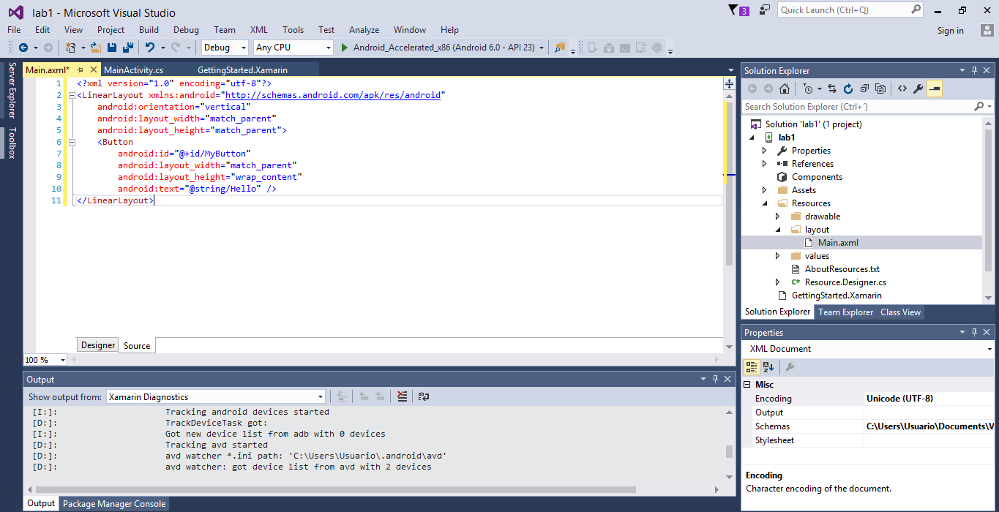 lab1 - Microsoft Visual Studio
3
Quick Launch (Ctrl+Q)
File Edit View Project Build Debug Team XML Tools Test Analyze Window Help
Sign in
Debug Any CPU Android_Accelerated_x86 (Android 6.0 - API 23)
Server Explorer
Toolbox
Main.axml* MainActivity.cs GettingStarted.Xamarin
1 <?xml version="1.0" encoding="utf-8"?>
2 <LinearLayout xmlns:android="http://schemas.android.com/apk/res/android"
3 android:orientation="vertical"
4 android:layout_width="match_parent"
5 android:layout_height="match_parent">
6 <Button
7 android:id="@+id/MyButton"
8 android:layout_width="match_parent"
9 android:layout_height="wrap_content"
10 android:text="@string/Hello" />
11 </LinearLayout>
Designer Source
100 %
Output
Show output from: Xamarin Diagnostics
[I:]: Tracking android devices started
[D:]: TrackDeviceTask got:
[I:]: Got new device list from adb with 0 devices
[D:]: Tracking avd started
[D:]: avd watcher *.ini path: 'C:\Users\Usuario\.android\avd'
[D:]: avd watcher: got device list from avd with 2 devices
Output Package Manager Console
Solution Explorer
Search Solution Explorer (Ctrl+´)
Solution 'lab1' (1 project)
lab1
Properties
References
Components
Assets
Resources
drawable
layout
Main.axml
values
AboutResources.txt
C# Resource.Designer.cs
GettingStarted.Xamarin
Solution Explorer Team Explorer Class View
Properties
XML Document
Misc
Encoding Unicode (UTF-8)
Output
Schemas C:\Users\Usuario\Documents\V
Stylesheet
Encoding
Character encoding of the document.